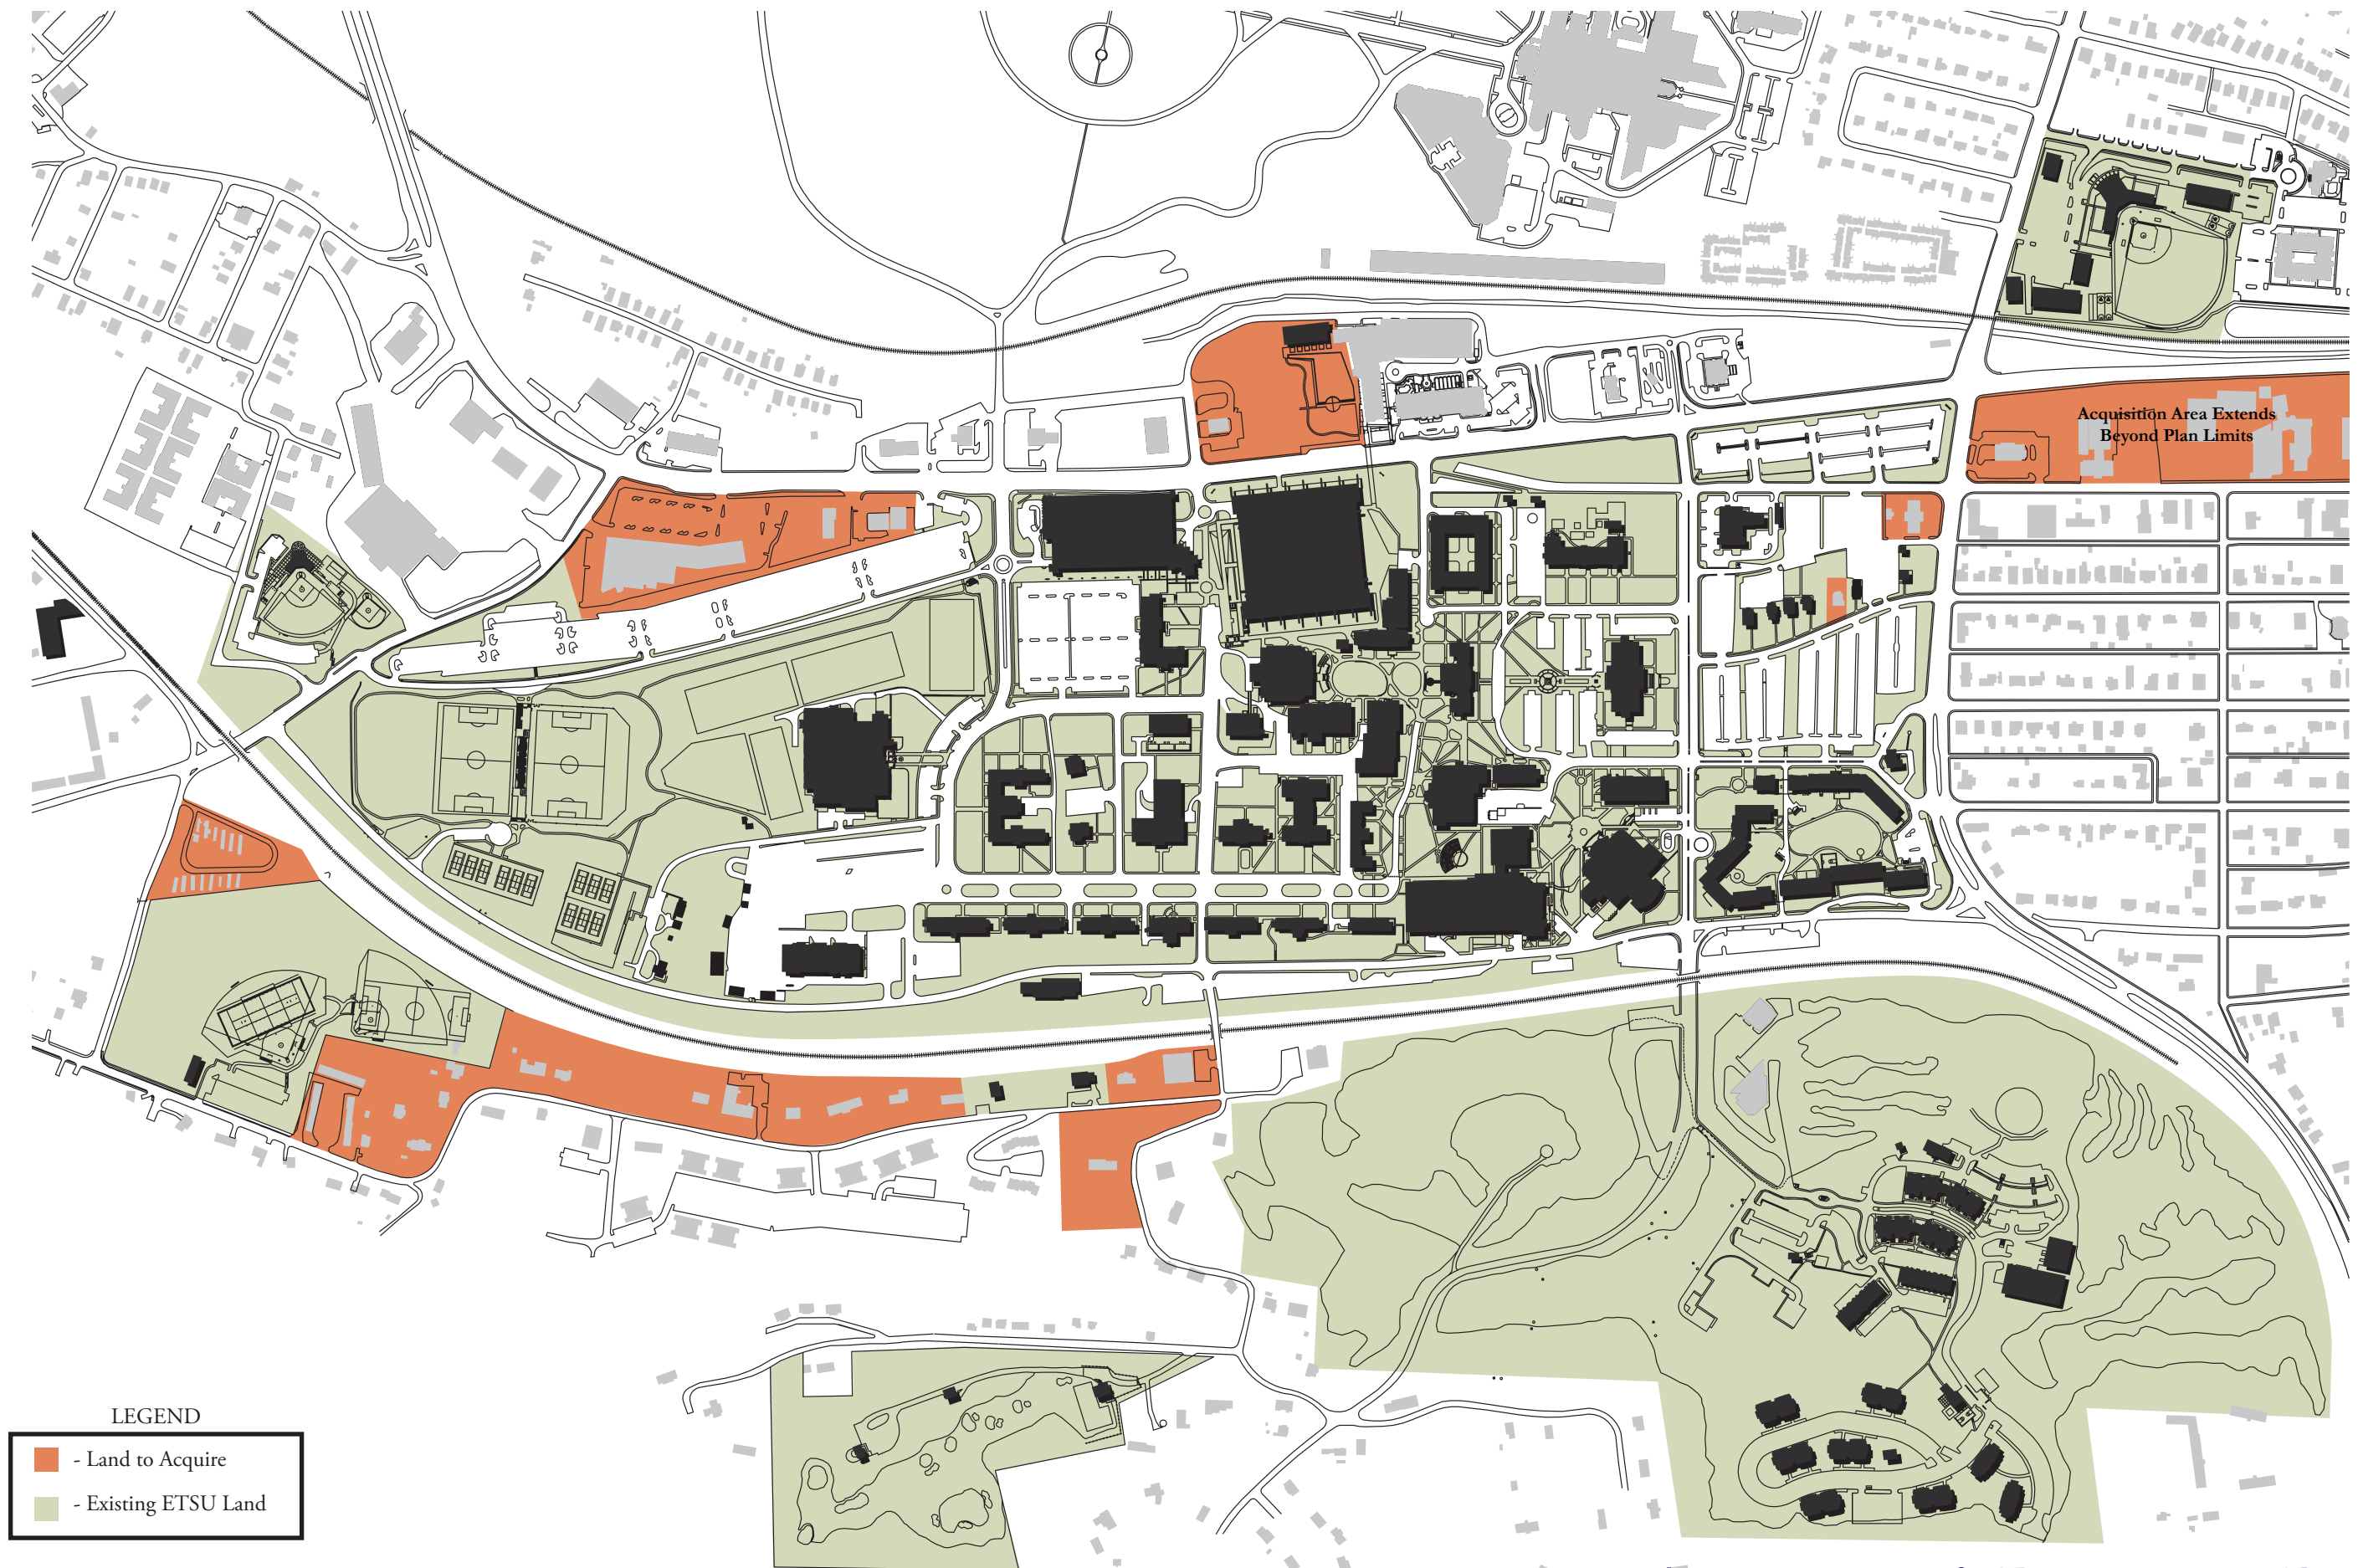 Acquisition Area Extends
Beyond Plan Limits
LEGEND
- Land to Acquire
- Existing ETSU Land